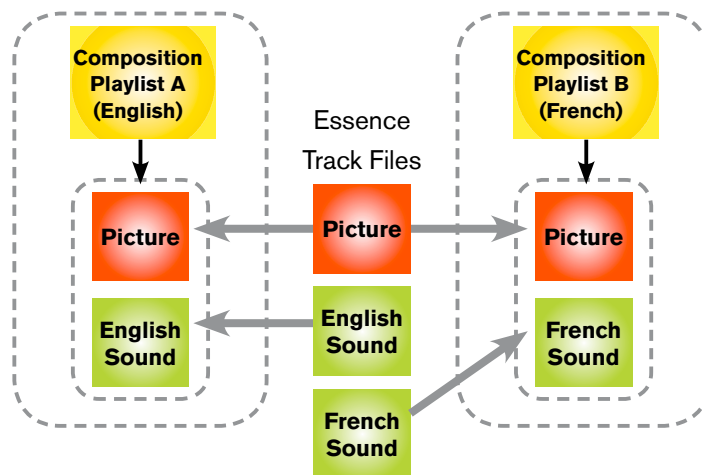 Composition
Playlist A
(English)
Picture
English
Sound
Essence
Track Files
Picture
English
Sound
French
Sound
Composition
Playlist B
(French)
Picture
French
Sound